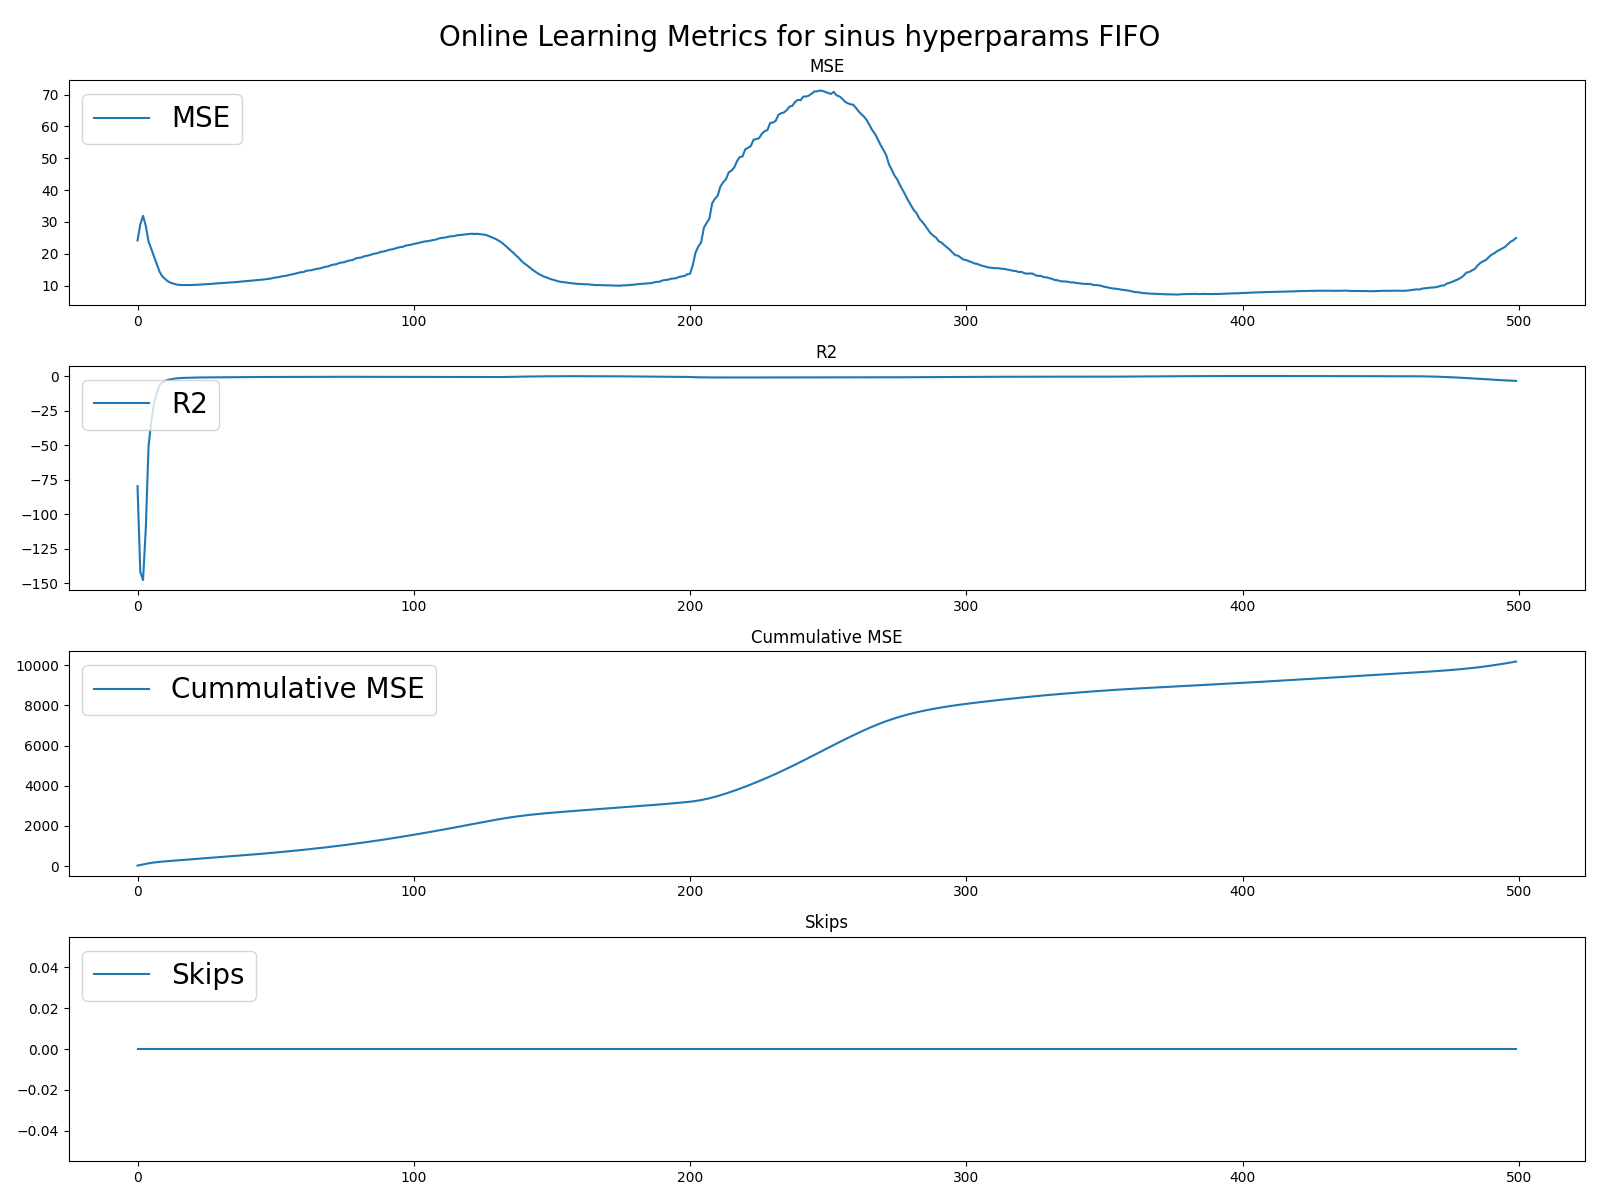 Online Learning Metrics for sinus hyperparams FIFO
MSE
MSE
70
60
50
40
30
20
10
0 100 200 300 400 500
R2
R2
0
−25
−50
−75
−100
−125
−150
0 100 200 300 400 500
Cummulative MSE
Cummulative MSE
10000
8000
6000
4000
2000
0
0 100 200 300 400 500
Skips
Skips
0.04
0.02
0.00
−0.02
−0.04
0 100 200 300 400 500